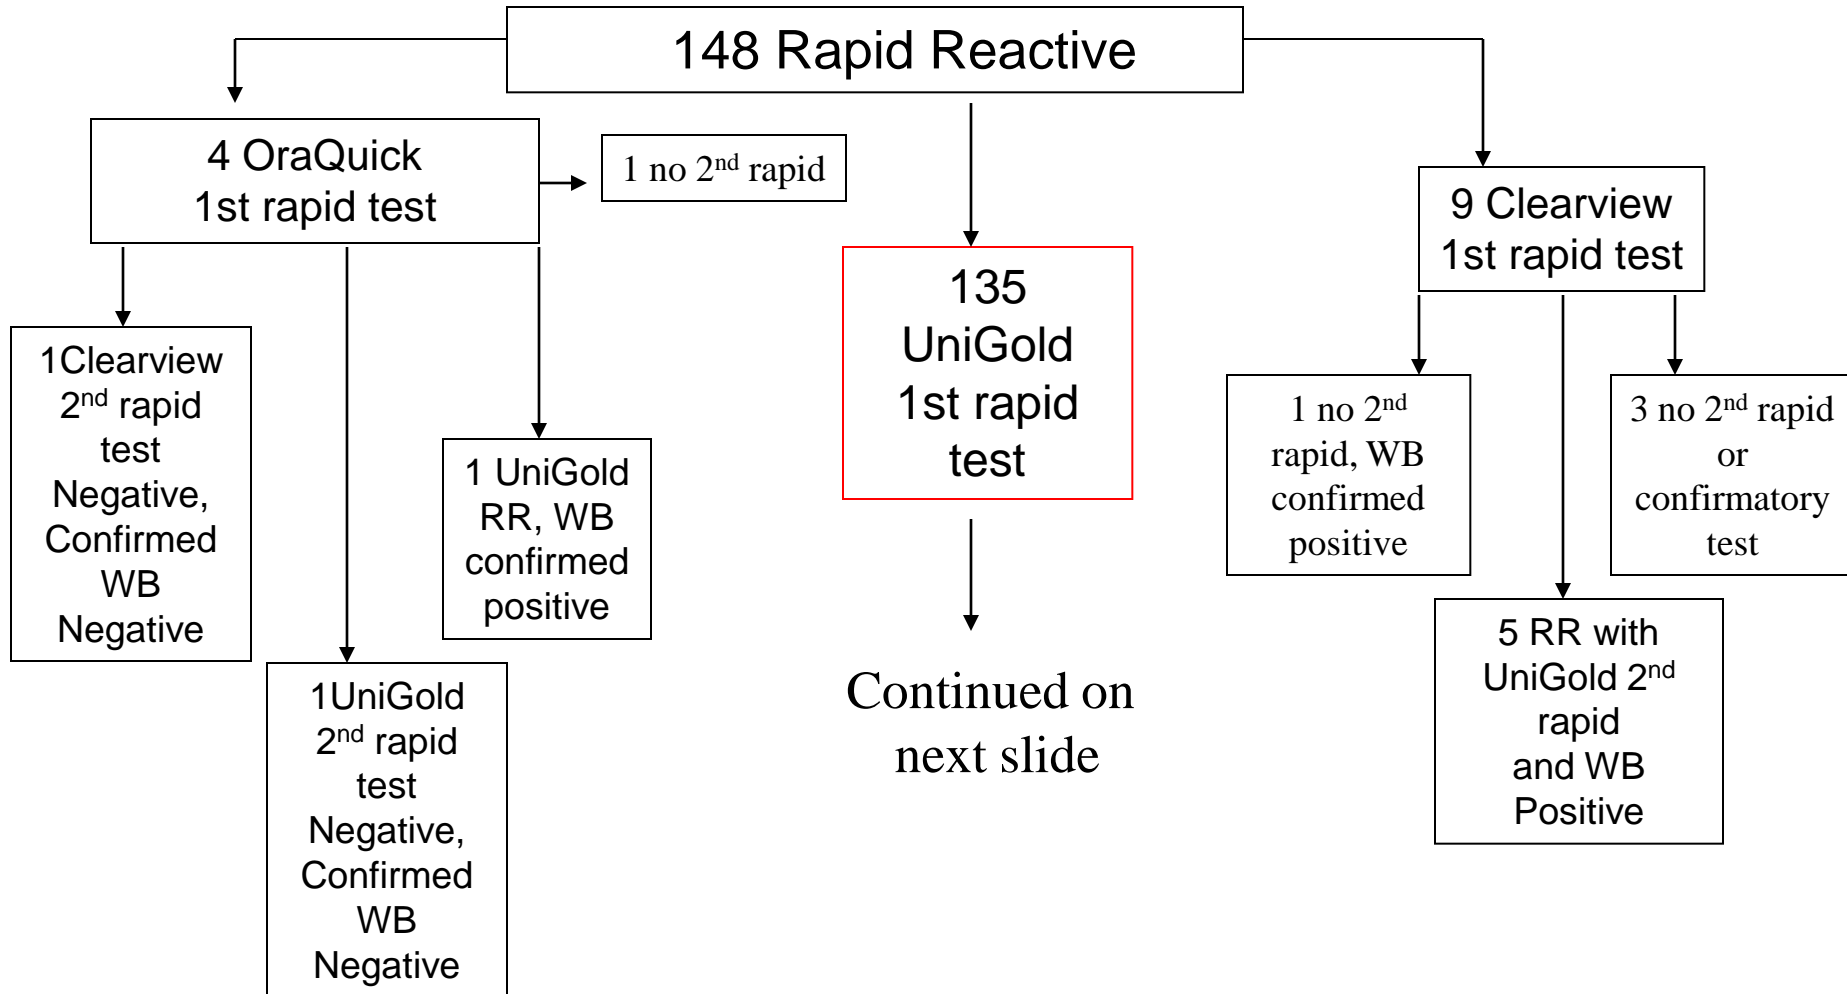 148 Rapid Reactive
4 OraQuick
1st rapid test
1 no 2nd rapid
9 Clearview
1st rapid test
135
UniGold
1st rapid
test
1Clearview
2nd rapid
test
Negative,
Confirmed
WB
Negative
1UniGold
2nd rapid
test
Negative,
Confirmed
WB
Negative
1 UniGold
RR, WB
confirmed
positive
Continued on
next slide
1 no 2nd
rapid, WB
confirmed
positive
5 RR with
UniGold 2nd
rapid
and WB
Positive
3 no 2nd rapid
or
confirmatory
test